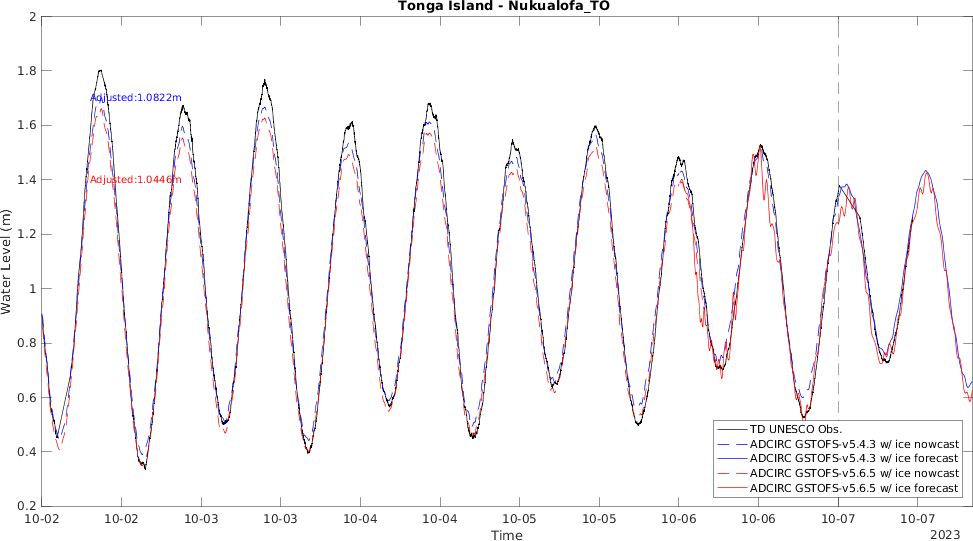 Tonga Island - Nukualofa_TO
2
1.8
1.6
1.4
1.2
1
0.8
0.6
0.4
0.2
Water Level (m)
Adjusted:1.0822m
Adjusted:1.0446m
TD UNESCO Obs.
ADCIRC GSTOFS-v5.4.3 w/ ice nowcast
ADCIRC GSTOFS-v5.4.3 w/ ice forecast
ADCIRC GSTOFS-v5.6.5 w/ ice nowcast
ADCIRC GSTOFS-v5.6.5 w/ ice forecast
10-02 10-02 10-03 10-03 10-04 10-04 10-05 10-05 10-06 10-06 10-07 10-07
Time
2023